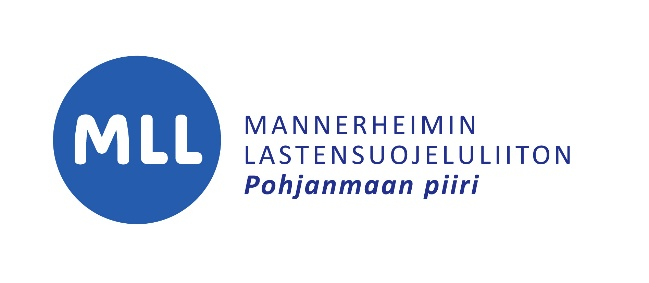 MLL
MANNERHEIMIN
LASTENSUOJELULIITON
Pohjanmaan piiri